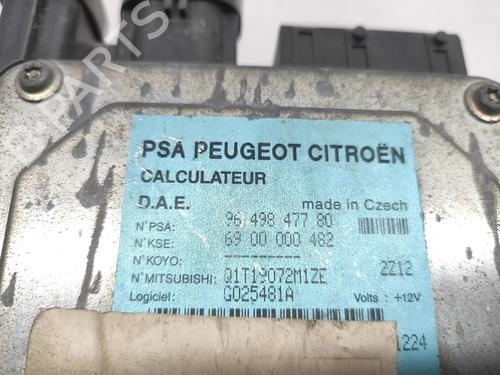 PSA PEUGEOT CITROËN
CALCULATEUR
D.A.E. made in Czech
N°PSA: 96 498 477 80
N°KSE: 69 00 000 482
N°KOYO: -- -- --- ---
N°MITSUBISHI: Q1T19072M1ZE 2Z12
Logiciel: G025481A Volts : +12V
1224